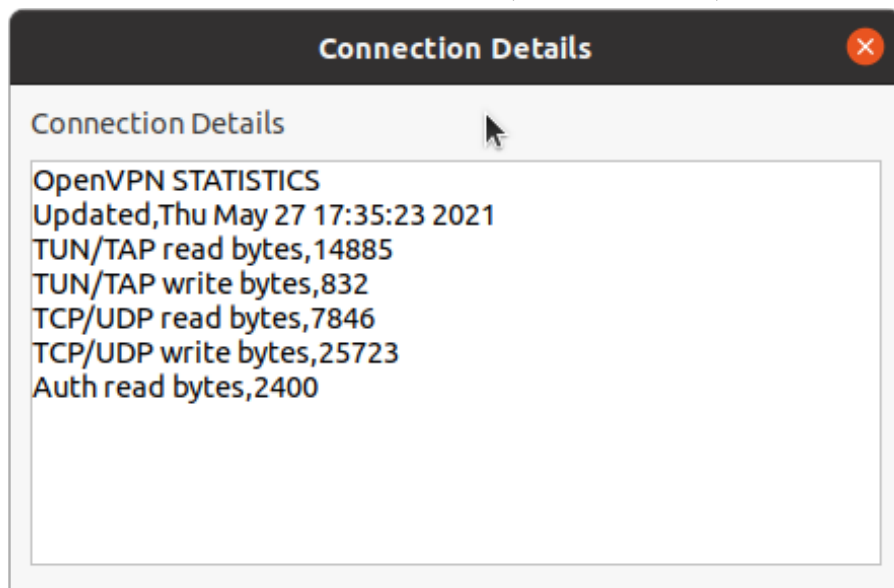 Connection Details
Connection Details
OpenVPN STATISTICS
Updated,Thu May 27 17:35:23 2021
TUN/TAP read bytes,14885
TUN/TAP write bytes,832
TCP/UDP read bytes,7846
TCP/UDP write bytes,25723
Auth read bytes,2400